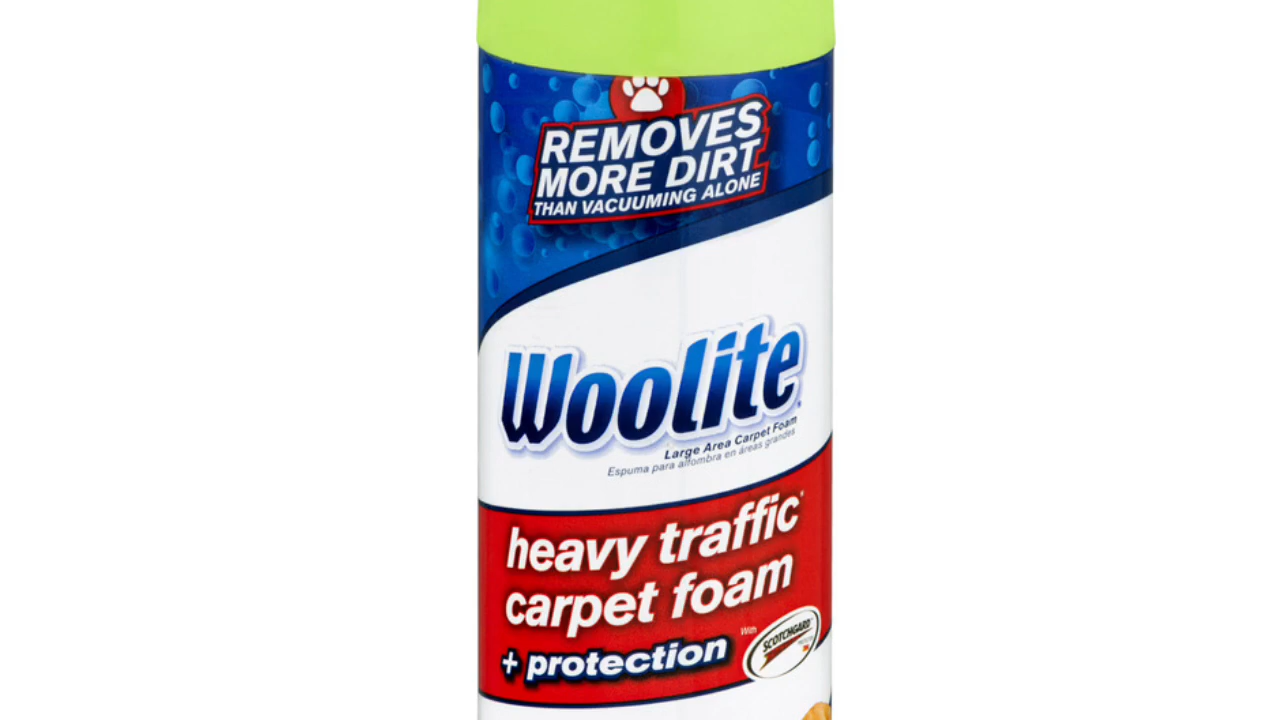 REMOVES
MORE DIRT
THAN VACUUMING ALONE
Woolite
Large Area Carpet Foam
Espuma para alfombra en áreas grandes
heavy traffic
carpet foam
+ protection
With
SCOTCHGARD™